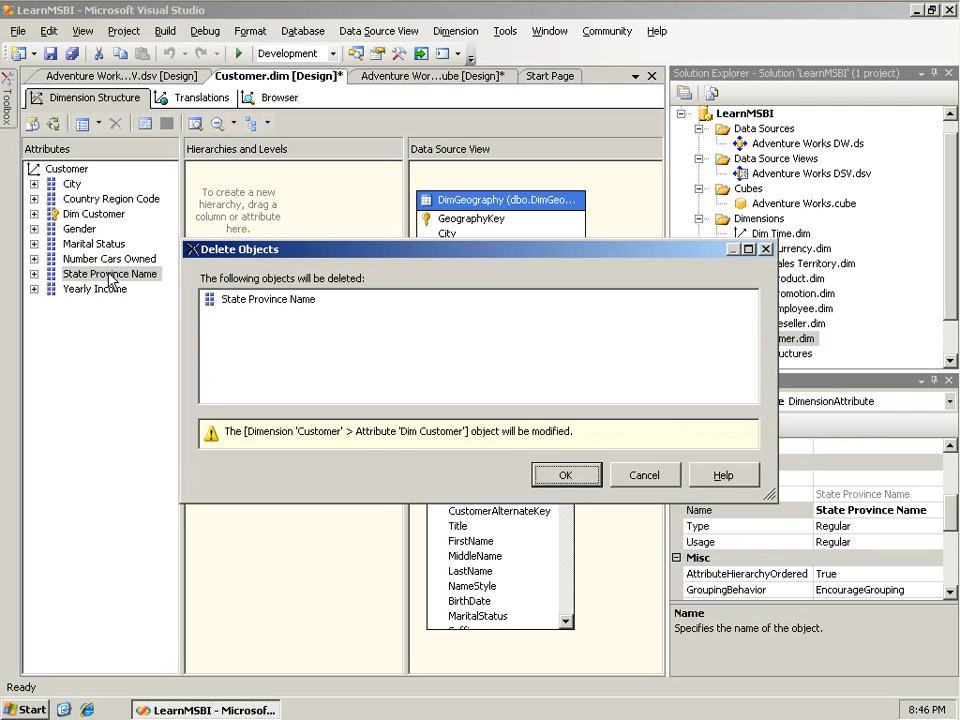 LearnMSBI - Microsoft Visual Studio
File Edit View Project Build Debug Format Database Data Source View Dimension Tools Window Community Help
Development
Toolbox
Adventure Work...V.dsv [Design] Customer.dim [Design]* Adventure Wor...ube [Design]* Start Page
Dimension Structure Translations Browser
Attributes
Customer
City
Country Region Code
Dim Customer
Gender
Marital Status
Number Cars Owned
State Province Name
Yearly Income
Hierarchies and Levels
To create a new
hierarchy, drag a
column or attribute
here.
Data Source View
DimGeography (dbo.DimGeo...
GeographyKey
City
CustomerAlternateKey
Title
FirstName
MiddleName
LastName
NameStyle
BirthDate
MaritalStatus
Delete Objects
The following objects will be deleted:
State Province Name
The [Dimension 'Customer' > Attribute 'Dim Customer'] object will be modified.
OK Cancel Help
Solution Explorer - Solution 'LearnMSBI' (1 project)
LearnMSBI
Data Sources
Adventure Works DW.ds
Data Source Views
Adventure Works DSV.dsv
Cubes
Adventure Works.cube
Dimensions
Dim Time.dim
urrency.dim
ales Territory.dim
romotion.dim
mployee.dim
eseller.dim
mer.dim
uctures
DimensionAttribute
State Province Name
Name State Province Name
Type Regular
Usage Regular
Misc
AttributeHierarchyOrdered True
GroupingBehavior EncourageGrouping
Name
Specifies the name of the object.
Ready
Start LearnMSBI - Microsof... 8:46 PM